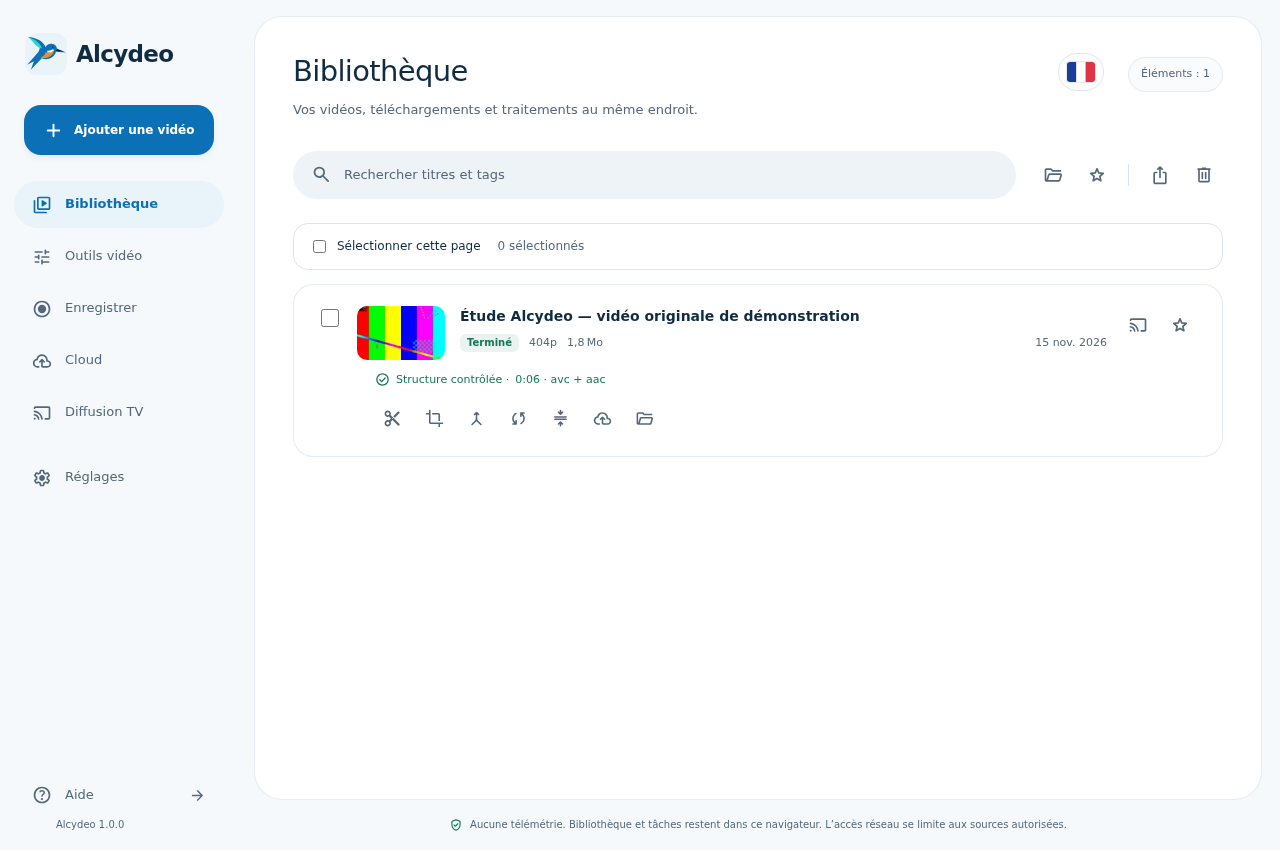 Alcydeo
Ajouter une vidéo
Bibliothèque
Outils vidéo
Enregistrer
Cloud
Diffusion TV
Réglages
Aide
Alcydeo 1.0.0
Bibliothèque
Éléments : 1
Vos vidéos, téléchargements et traitements au même endroit.
Rechercher titres et tags
Sélectionner cette page 0 sélectionnés
Étude Alcydeo — vidéo originale de démonstration
Terminé 404p 1,8 Mo 15 nov. 2026
Structure contrôlée · 0:06 · avc + aac
Aucune télémétrie. Bibliothèque et tâches restent dans ce navigateur. L’accès réseau se limite aux sources autorisées.